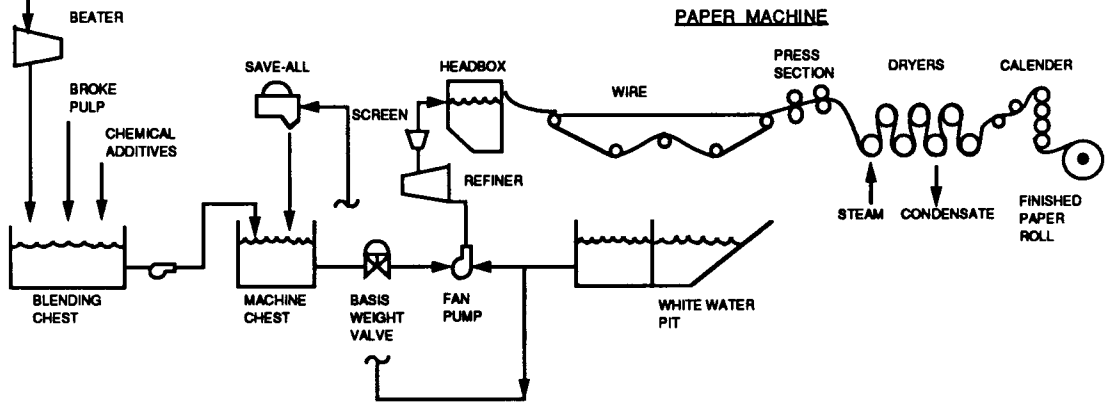 PAPER MACHINE
BEATER
BROKE
PULP
CHEMICAL
ADDITIVES
SAVE-ALL
SCREEN
HEADBOX
REFINER
WIRE
PRESS
SECTION
DRYERS
CALENDER
STEAM
CONDENSATE
FINISHED
PAPER
ROLL
BLENDING
CHEST
MACHINE
CHEST
BASIS
WEIGHT
VALVE
FAN
PUMP
WHITE WATER
PIT